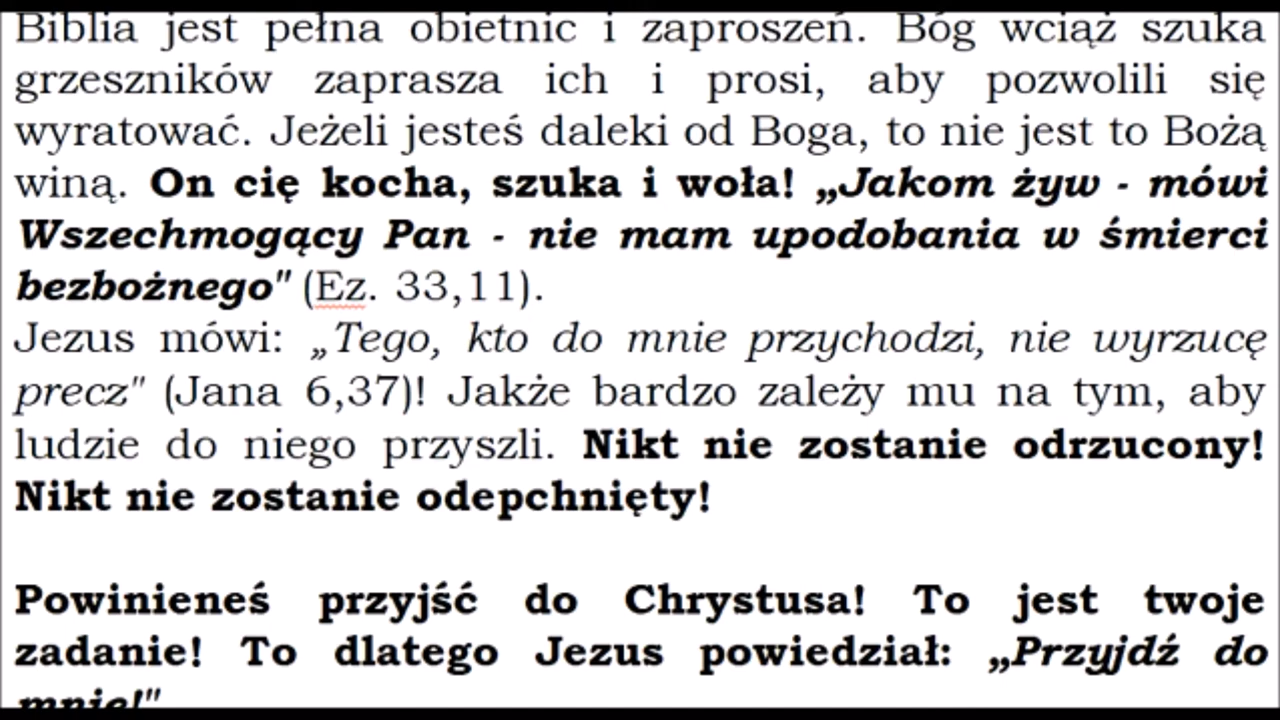 Biblia jest pełna obietnic i zaproszeń. Bóg wciąż szuka
grzeszników zaprasza ich i prosi, aby pozwolili się
wyratować. Jeżeli jesteś daleki od Boga, to nie jest to Bożą
winą. On cię kocha, szuka i woła! „Jakom żyw - mówi
Wszechmogący Pan - nie mam upodobania w śmierci
bezbożnego" (Ez. 33,11).
Jezus mówi: „Tego, kto do mnie przychodzi, nie wyrzucę
precz" (Jana 6,37)! Jakże bardzo zależy mu na tym, aby
ludzie do niego przyszli. Nikt nie zostanie odrzucony!
Nikt nie zostanie odepchnięty!
Powinieneś przyjść do Chrystusa! To jest twoje
zadanie! To dlatego Jezus powiedział: „Przyjdź do
mnie!"